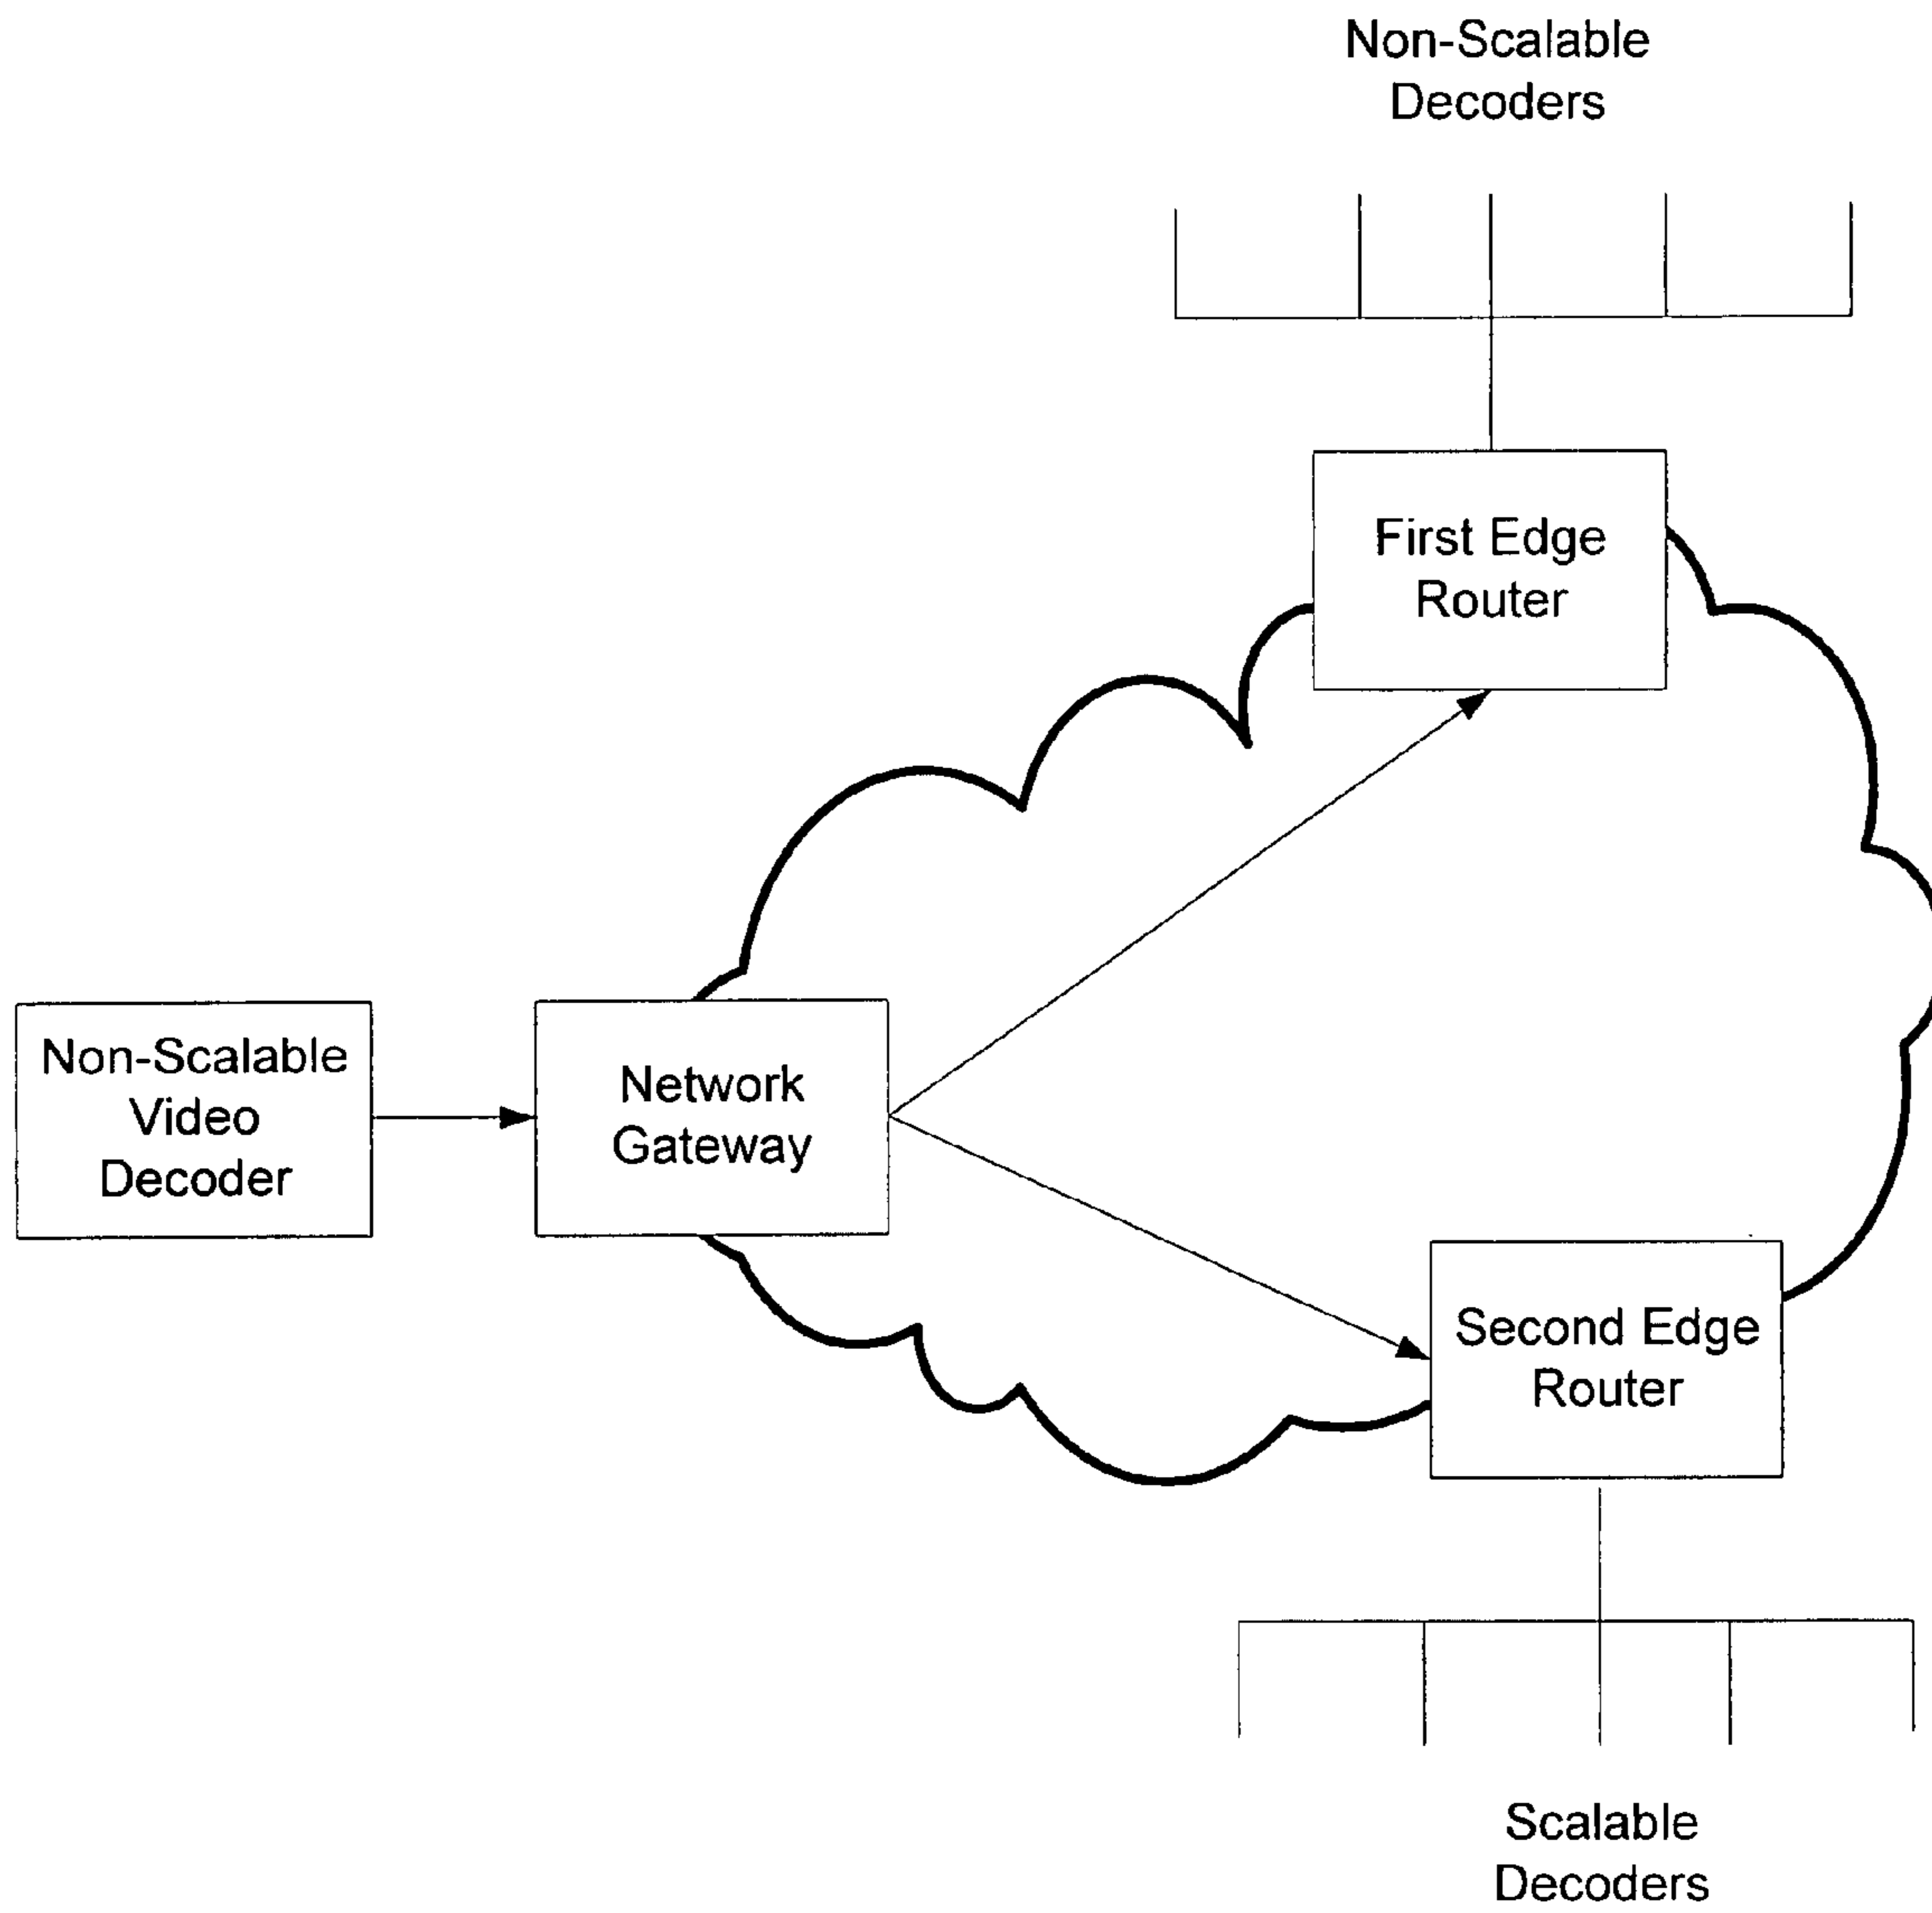 Non-Scalable
Decoders
First Edge
Router
Non-Scalable
Video
Decoder
Network
Gateway
Second Edge
Router
Scalable
Decoders